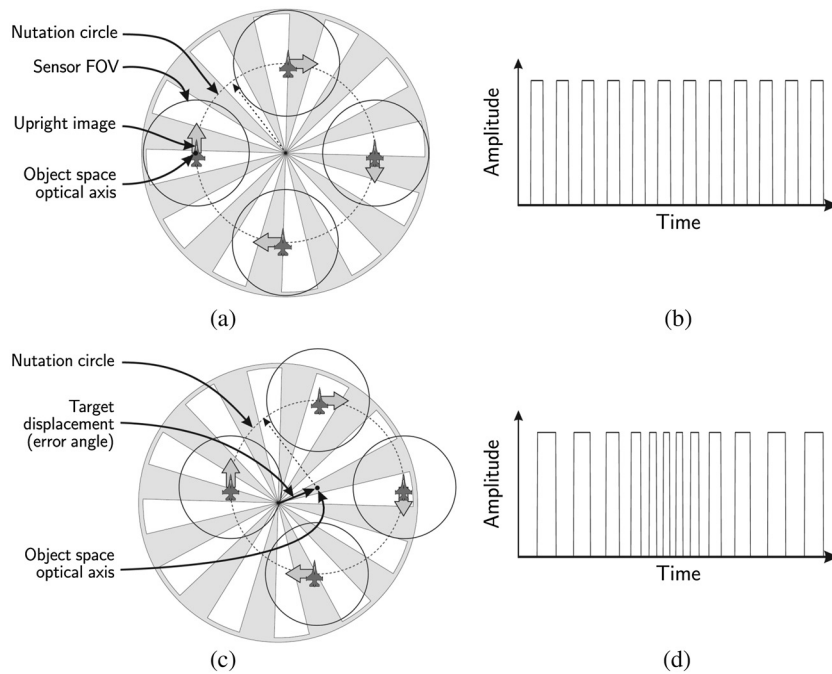 Nutation circle
Sensor FOV
Upright image
Object space
optical axis
(a)
Amplitude
Time
(b)
Nutation circle
Target
displacement
(error angle)
Object space
optical axis
(c)
Amplitude
Time
(d)